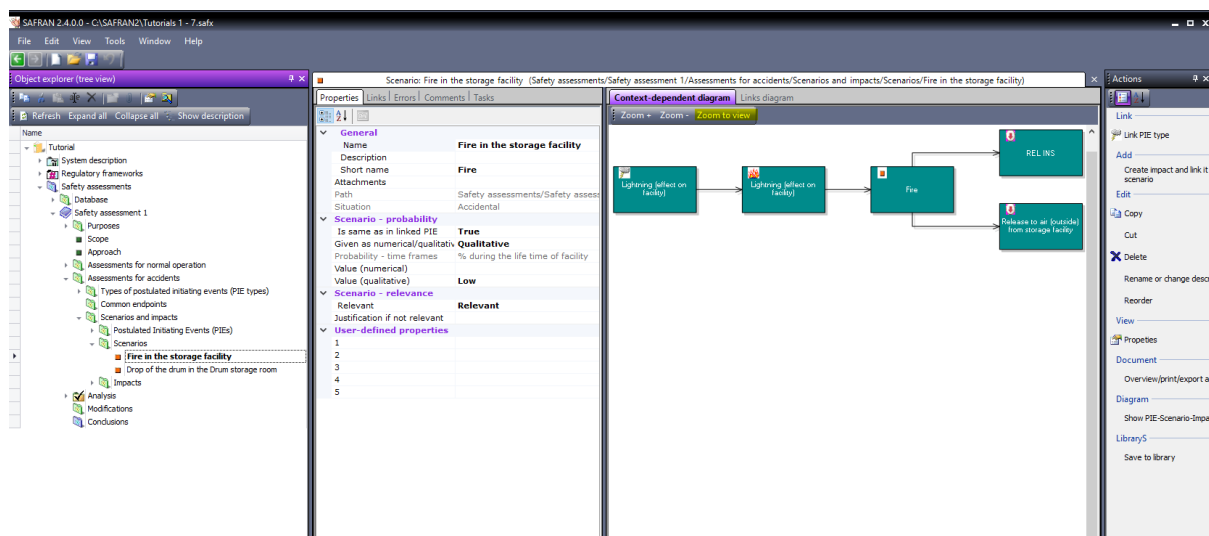 SAFRAN 2.4.0.0 - C:\SAFRAN2\Tutorials 1 - 7.safx
File Edit View Tools Window Help
Object explorer (tree view)
Refresh Expand all Collapse all Show description
Name
Tutorial
System description
Regulatory frameworks
Safety assessments
Database
Safety assessment 1
Purposes
Scope
Approach
Assessments for normal operation
Assessments for accidents
Types of postulated initiating events (PIE types)
Common endpoints
Scenarios and impacts
Postulated Initiating Events (PIEs)
Scenarios
Fire in the storage facility
Drop of the drum in the Drum storage room
Impacts
Analysis
Modifications
Conclusions
Scenario: Fire in the storage facility (Safety assessments/Safety assessment 1/Assessments for accidents/Scenarios and impacts/Scenarios/Fire in the storage facility)
Properties Links Errors Comments Tasks
General
Name Fire in the storage facility
Description
Short name Fire
Attachments
Path Safety assessments/Safety assess
Situation Accidental
Scenario - probability
Is same as in linked PIE True
Given as numerical/qualitativ Qualitative
Probability - time frames % during the life time of facility
Value (numerical)
Value (qualitative) Low
Scenario - relevance
Relevant Relevant
Justification if not relevant
User-defined properties
1
2
3
4
5
Context-dependent diagram Links diagram
Zoom + Zoom - Zoom to view
Lightning (effect on
facility)
Lightning (effect on
facility)
Fire
REL INS
Release to air (outside)
from storage facility
Actions
Link
Link PIE type
Add
Create impact and link it
scenario
Edit
Copy
Cut
Delete
Rename or change descr
Reorder
View
Propeties
Document
Overview/print/export a
Diagram
Show PIE-Scenario-Impa
LibraryS
Save to library